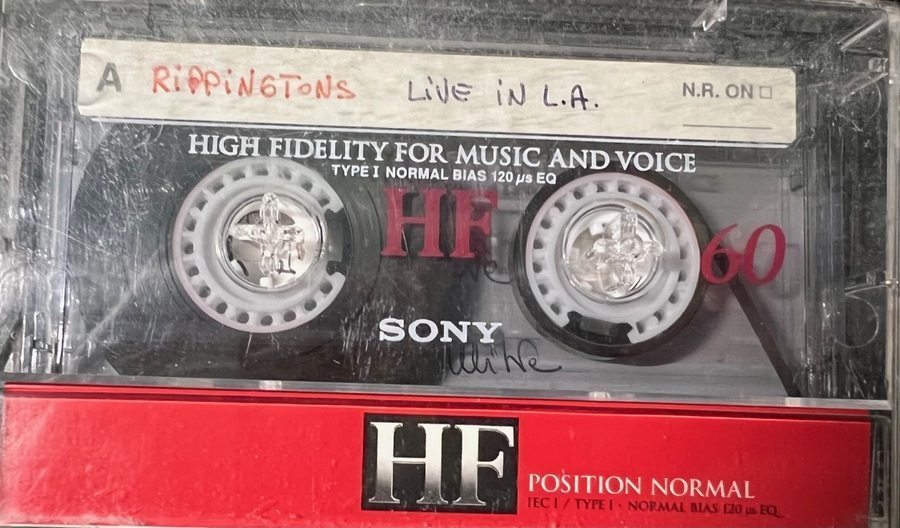 A RiPPiNGTONS LiVE iN L.A. N.R. ON
HIGH FIDELITY FOR MUSIC AND VOICE
TYPE I NORMAL BIAS 120 µs EQ
HF 60
SONY
HF
POSITION NORMAL
IEC I / TYPE I · NORMAL BIAS 120 µs EQ